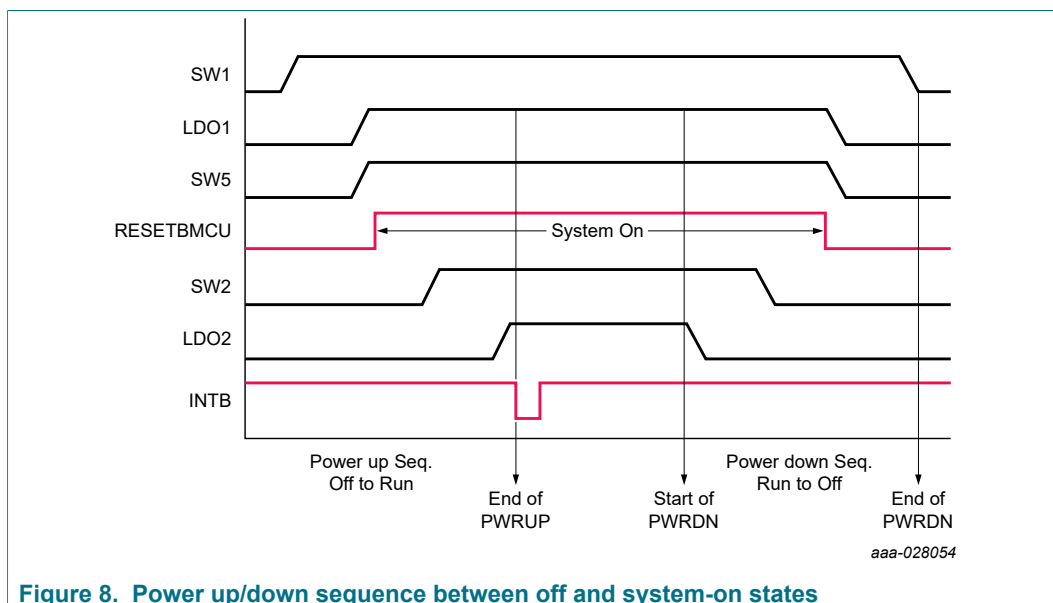 SW1
LDO1
SW5
RESETBMCU
System On
SW2
LDO2
INTB
Power up Seq.
Off to Run
End of
PWRUP
Start of
PWRDN
Power down Seq.
Run to Off
End of
PWRDN
aaa-028054
Figure 8. Power up/down sequence between off and system-on states